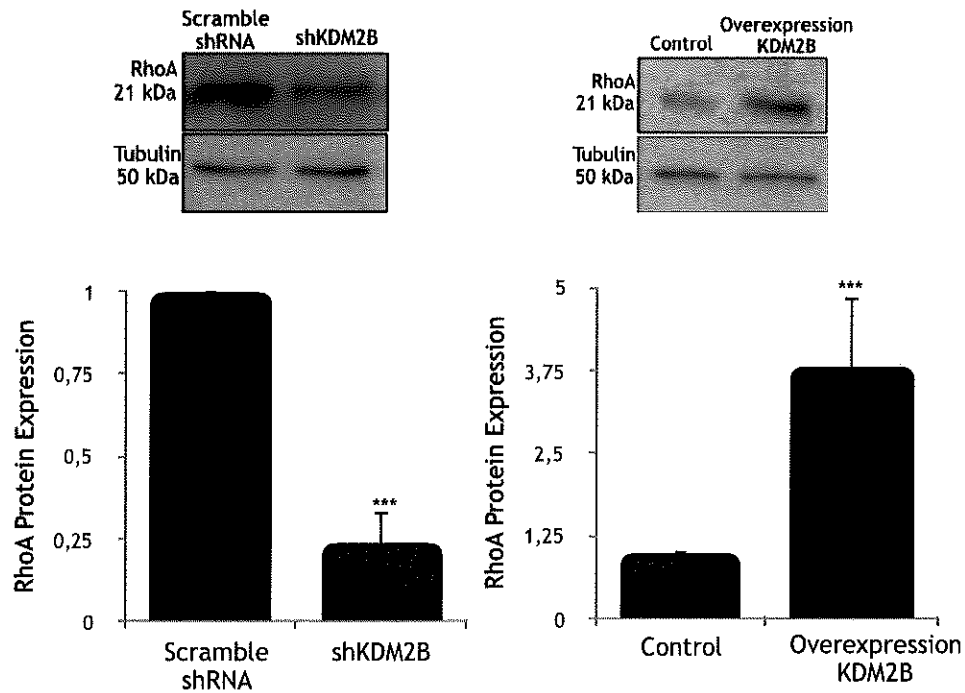 Scramble
shRNA
shKDM2B
RhoA
21 kDa
Tubulin
50 kDa
Control
Overexpression
KDM2B
RhoA
21 kDa
Tubulin
50 kDa
RhoA Protein Expression
1
0,75
0,5
0,25
0
***
Scramble
shRNA
shKDM2B
RhoA Protein Expression
5
3,75
2,5
1,25
0
***
Control
Overexpression
KDM2B